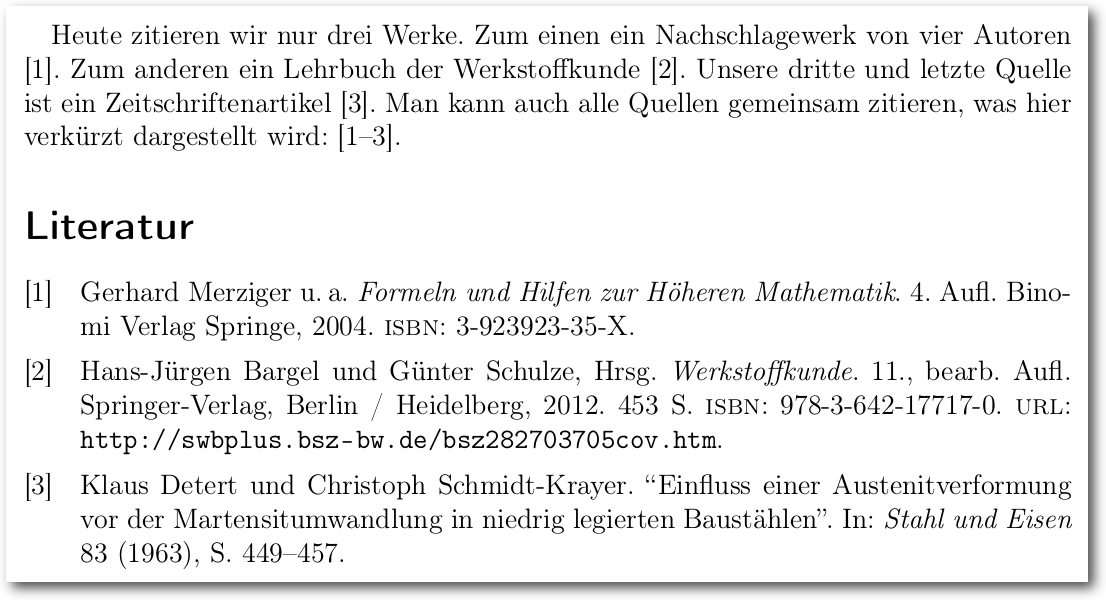 Heute zitieren wir nur drei Werke. Zum einen ein Nachschlagewerk von vier Autoren
[1]. Zum anderen ein Lehrbuch der Werkstoffkunde [2]. Unsere dritte und letzte Quelle
ist ein Zeitschriftenartikel [3]. Man kann auch alle Quellen gemeinsam zitieren, was hier
verkürzt dargestellt wird: [1–3].
Literatur
[1] Gerhard Merziger u. a. Formeln und Hilfen zur Höheren Mathematik. 4. Aufl. Bino-
mi Verlag Springe, 2004. ISBN: 3-923923-35-X.
[2] Hans-Jürgen Bargel und Günter Schulze, Hrsg. Werkstoffkunde. 11., bearb. Aufl.
Springer-Verlag, Berlin / Heidelberg, 2012. 453 S. ISBN: 978-3-642-17717-0. URL:
http://swbplus.bsz-bw.de/bsz282703705cov.htm.
[3] Klaus Detert und Christoph Schmidt-Krayer. “Einfluss einer Austenitverformung
vor der Martensitumwandlung in niedrig legierten Baustählen”. In: Stahl und Eisen
83 (1963), S. 449–457.